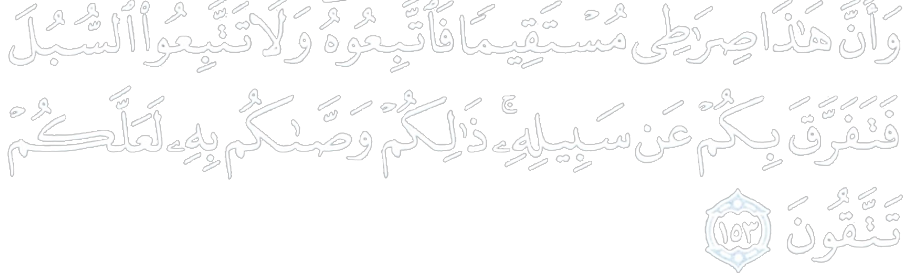 وَأَنَّ هَٰذَا صِرَٰطِى مُسْتَقِيمًا فَٱتَّبِعُوهُ وَلَا تَتَّبِعُوا۟ ٱلسُّبُلَ
فَتَفَرَّقَ بِكُمْ عَن سَبِيلِهِۦ ۚ ذَٰلِكُمْ وَصَّىٰكُم بِهِۦ لَعَلَّكُمْ
تَتَّقُونَ ١٥٣